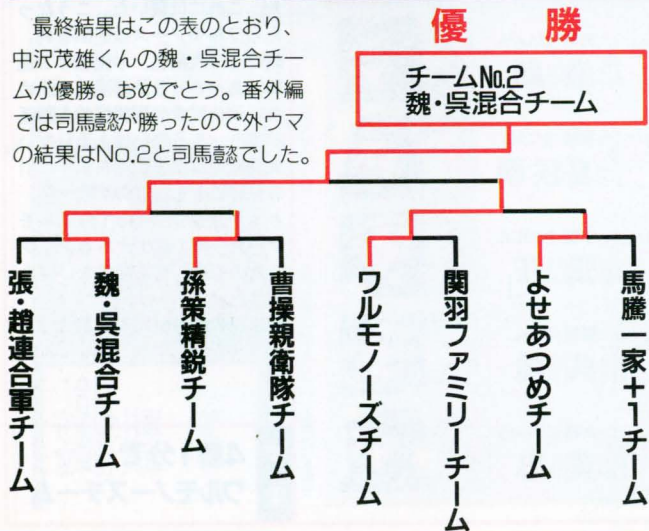 最終結果はこの表のとおり、
中沢茂雄くんの魏・呉混合チー
ムが優勝。おめでとう。番外編
では司馬懿が勝ったので外ウマ
の結果はNo.2と司馬懿でした。
優勝
チームNo.2
魏・呉混合チーム
張・趙連合軍チーム
魏・呉混合チーム
孫策精鋭チーム
曹操親衛隊チーム
ワルモノーズチーム
関羽ファミリーチーム
よせあつめチーム
馬騰一家+1チーム